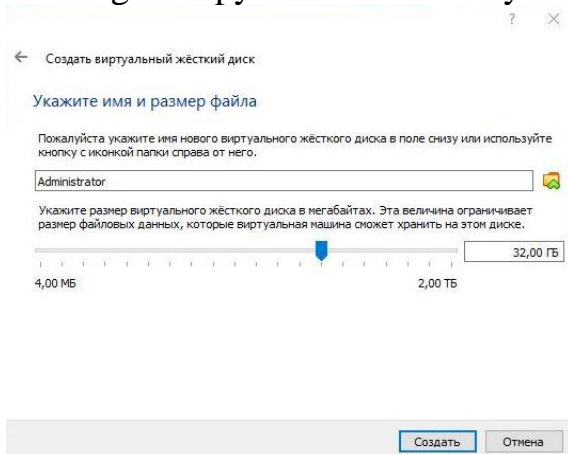 ? ×
← Создать виртуальный жёсткий диск
Укажите имя и размер файла
Пожалуйста укажите имя нового виртуального жёсткого диска в поле снизу или используйте
кнопку с иконкой папки справа от него.
Administrator
Укажите размер виртуального жёсткого диска в мегабайтах. Эта величина ограничивает
размер файловых данных, которые виртуальная машина сможет хранить на этом диске.
32,00 ГБ
4,00 МБ 2,00 ТБ
Создать Отмена